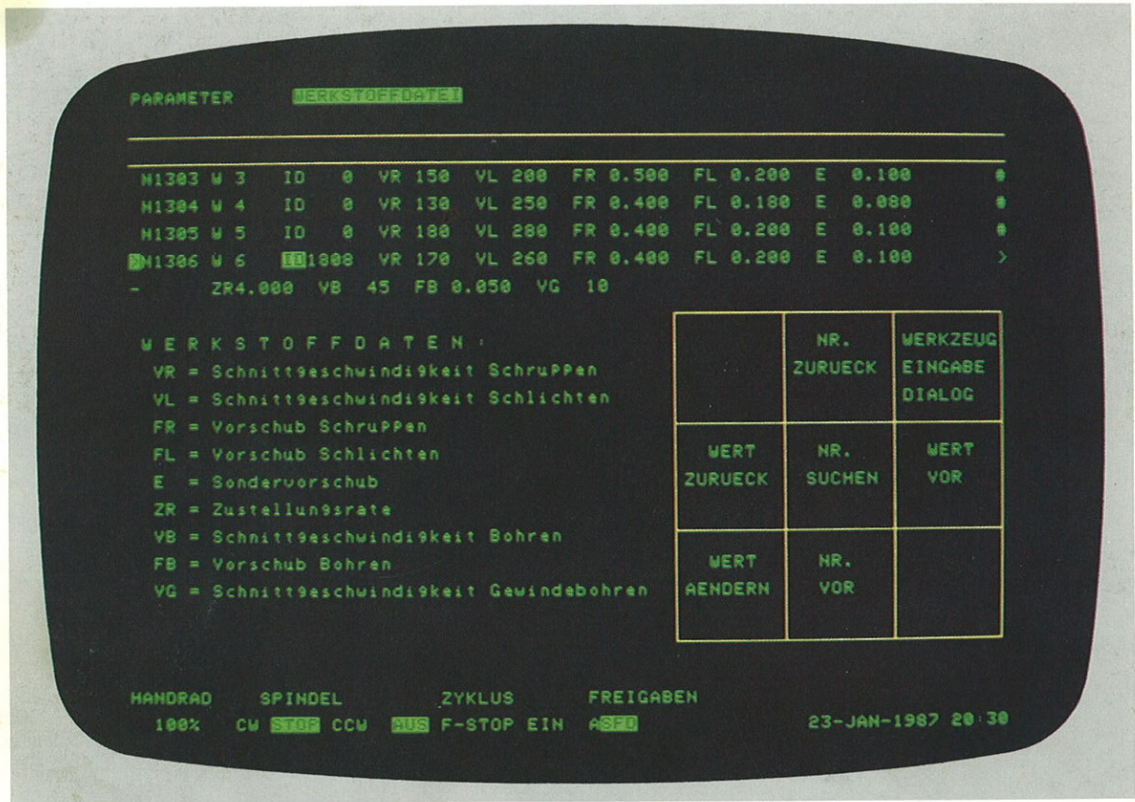 PARAMETER WERKSTOFFDATEI
N1303 W 3 ID 0 VR 150 VL 200 FR 0.500 FL 0.200 E 0.100 *
N1304 W 4 ID 0 VR 130 VL 250 FR 0.400 FL 0.180 E 0.080
N1305 W 5 ID 0 VR 180 VL 280 FR 0.400 FL 0.200 E 0.100 *
>N1306 W 6 ID1808 VR 170 VL 260 FR 0.400 FL 0.200 E 0.100 >
- ZR4.000 VB 45 FB 0.050 VG 10
WERKSTOFFDATEN:
VR = Schnittgeschwindigkeit Schruppen
VL = Schnittgeschwindigkeit Schlichten
FR = Vorschub Schruppen
FL = Vorschub Schlichten
E = Sondervorschub
ZR = Zustellungsrate
VB = Schnittgeschwindigkeit Bohren
FB = Vorschub Bohren
VG = Schnittgeschwindigkeit Gewindebohren
NR.
ZURUECK
WERKZEUG
EINGABE
DIALOG
WERT
ZURUECK
NR.
SUCHEN
WERT
VOR
WERT
AENDERN
NR.
VOR
HANDRAD SPINDEL ZYKLUS FREIGABEN
100% CW STOP CCW AUS F-STOP EIN ASFD
23-JAN-1987 20:30